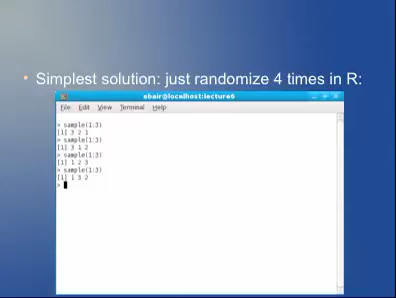 • Simplest solution: just randomize 4 times in R:
ebair@localhost:lecture6
File Edit View Terminal Help
> sample(1:3)
[1] 3 2 1
> sample(1:3)
[1] 3 1 2
> sample(1:3)
[1] 1 2 3
> sample(1:3)
[1] 1 3 2
>